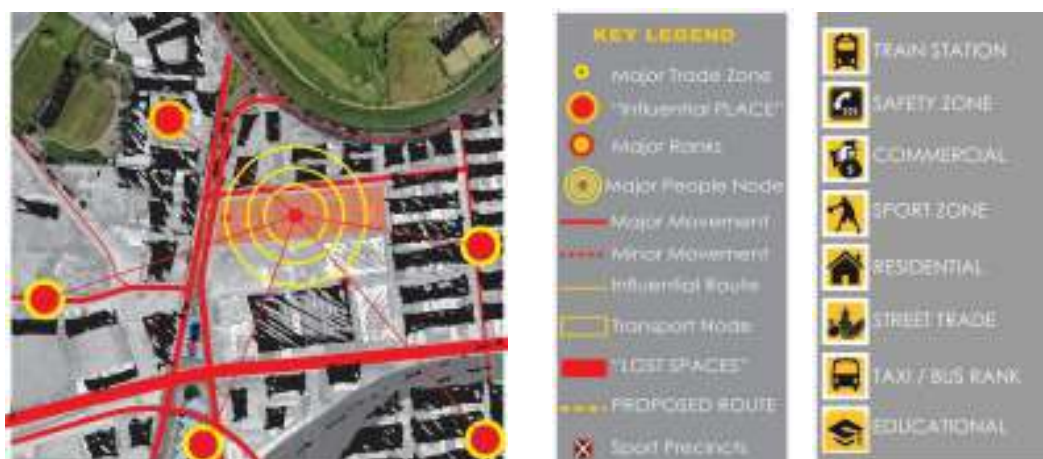 KEY LEGEND
Major Trade Zone
"Influential PLACE"
Major Ranks
Major People Node
Major Movement
Minor Movement
Influential Route
Transport Node
"LOST SPACES"
PROPOSED ROUTE
Sport Precincts
TRAIN STATION
SAFETY ZONE
COMMERCIAL
SPORT ZONE
RESIDENTIAL
STREET TRADE
TAXI / BUS RANK
EDUCATIONAL